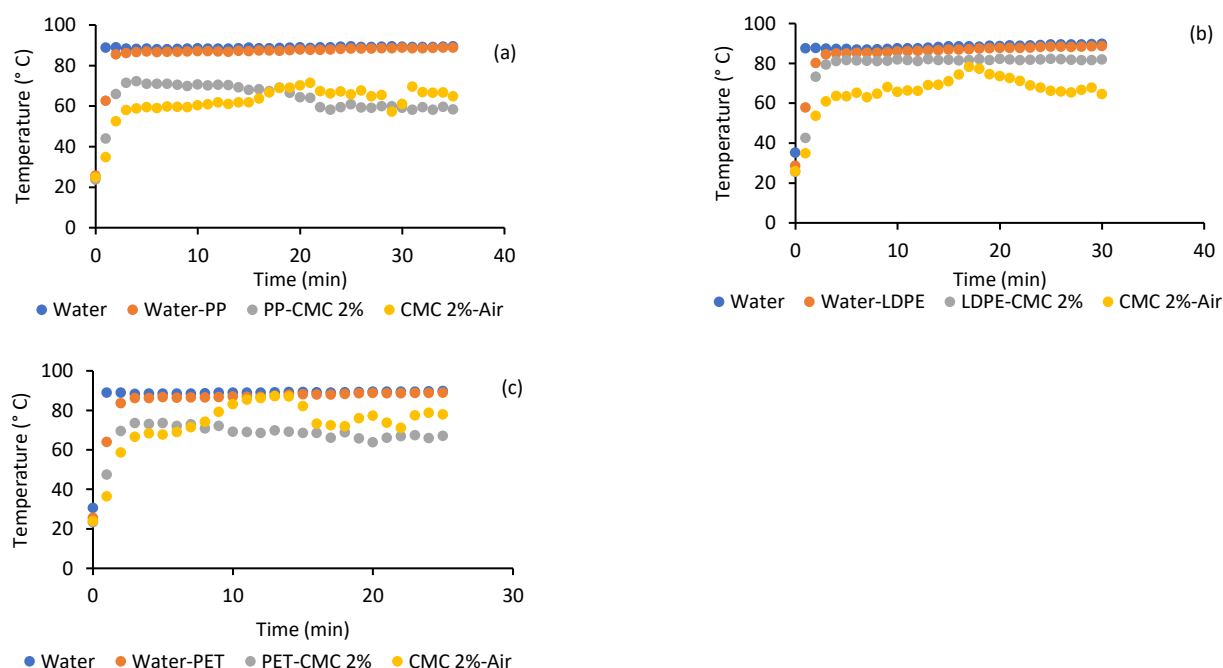 (a)
Temperature (° C)
100
80
60
40
20
0
0 10 20 30 40
Time (min)
Water Water-PP PP-CMC 2% CMC 2%-Air
(b)
Temperature (° C)
100
80
60
40
20
0
0 10 20 30 40
Time (min)
Water Water-LDPE LDPE-CMC 2% CMC 2%-Air
(c)
Temperature (° C)
100
80
60
40
20
0
0 10 20 30
Time (min)
Water Water-PET PET-CMC 2% CMC 2%-Air